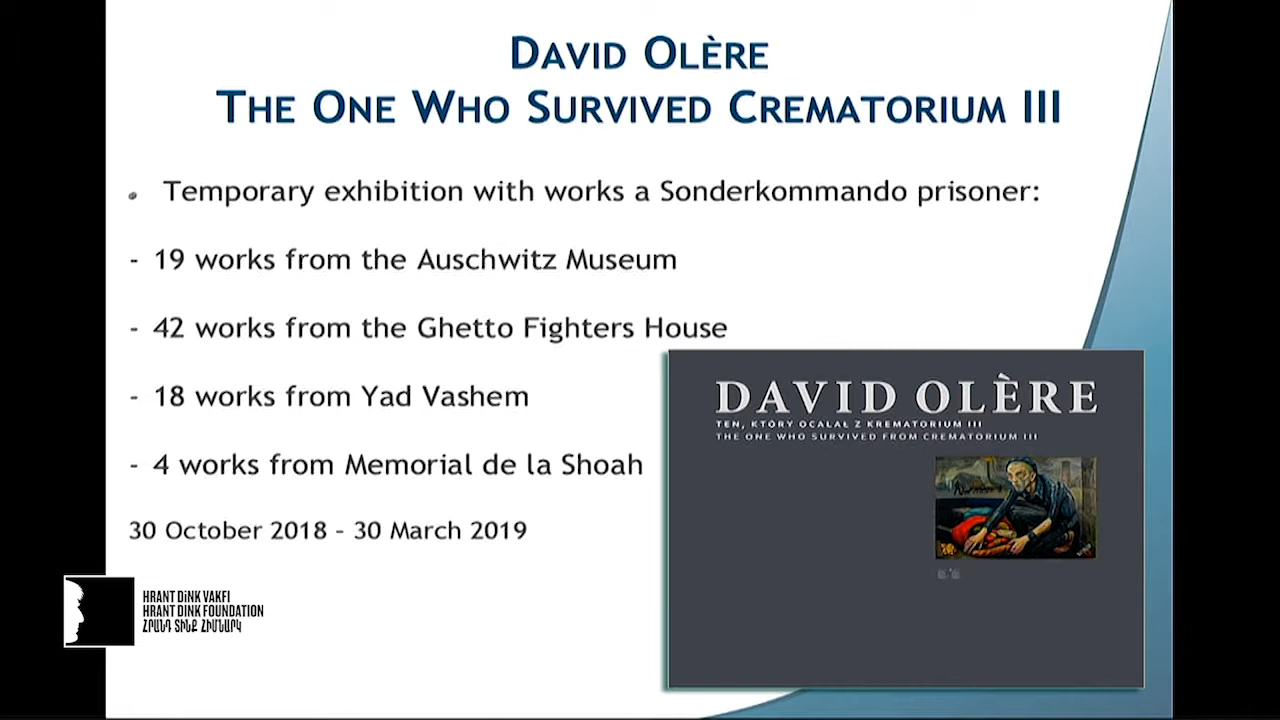 DAVID OLÈRE
THE ONE WHO SURVIVED CREMATORIUM III
• Temporary exhibition with works a Sonderkommando prisoner:
- 19 works from the Auschwitz Museum
- 42 works from the Ghetto Fighters House
- 18 works from Yad Vashem
- 4 works from Memorial de la Shoah
30 October 2018 – 30 March 2019
DAVID OLÈRE
TEN, KTÓRY OCALAŁ Z KREMATORIUM III
THE ONE WHO SURVIVED FROM CREMATORIUM III
HRANT DİNK VAKFI
HRANT DINK FOUNDATION
ՀՐԱՆԴ ՏԻՆՔ ՀԻՄՆԱՐԿ